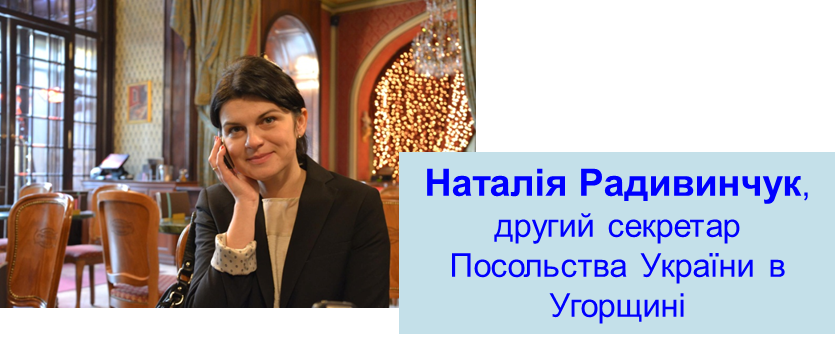 Наталія Радивинчук,
другий секретар
Посольства України в
Угорщині